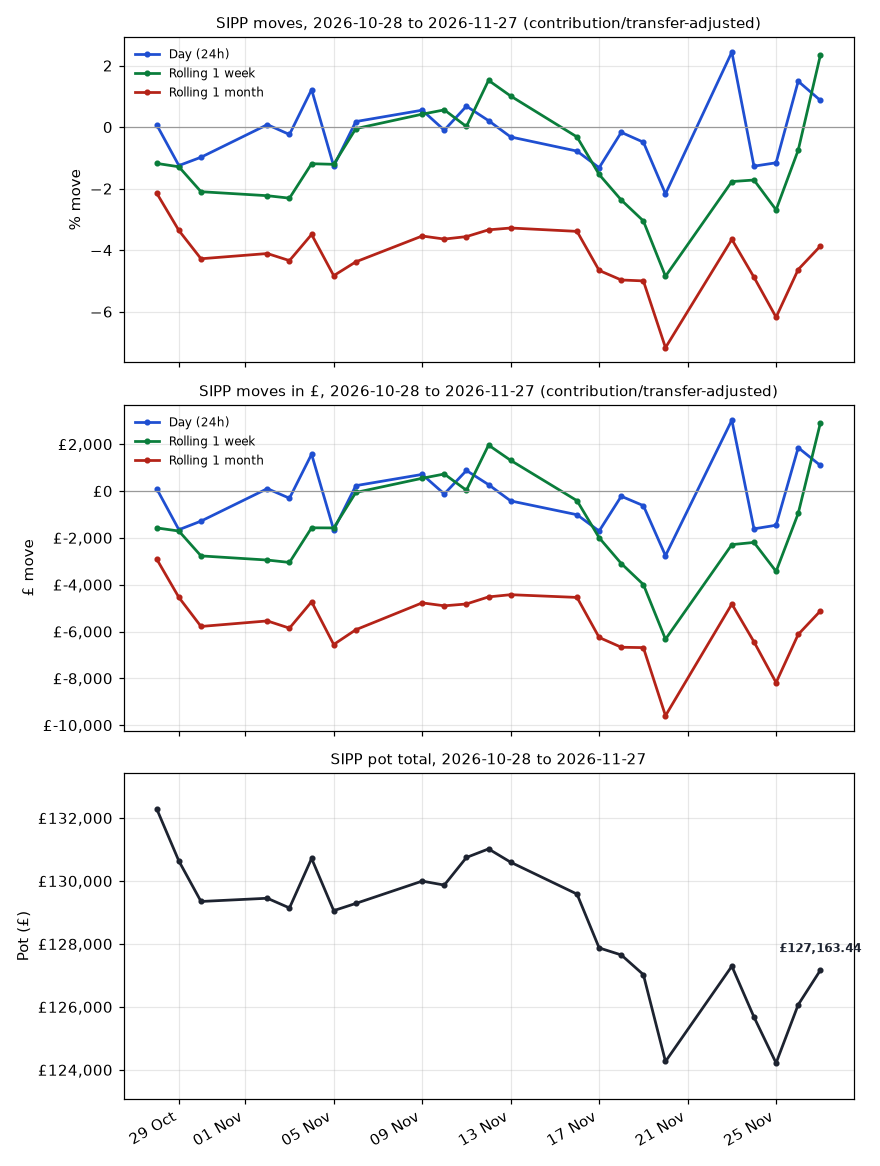 SIPP moves, 2026-10-28 to 2026-11-27 (contribution/transfer-adjusted)
Day (24h)
Rolling 1 week
Rolling 1 month
% move
2
0
−2
−4
−6
SIPP moves in £, 2026-10-28 to 2026-11-27 (contribution/transfer-adjusted)
Day (24h)
Rolling 1 week
Rolling 1 month
£ move
£2,000
£0
£-2,000
£-4,000
£-6,000
£-8,000
£-10,000
SIPP pot total, 2026-10-28 to 2026-11-27
Pot (£)
£132,000
£130,000
£128,000
£126,000
£124,000
£127,163.44
29 Oct
01 Nov
05 Nov
09 Nov
13 Nov
17 Nov
21 Nov
25 Nov